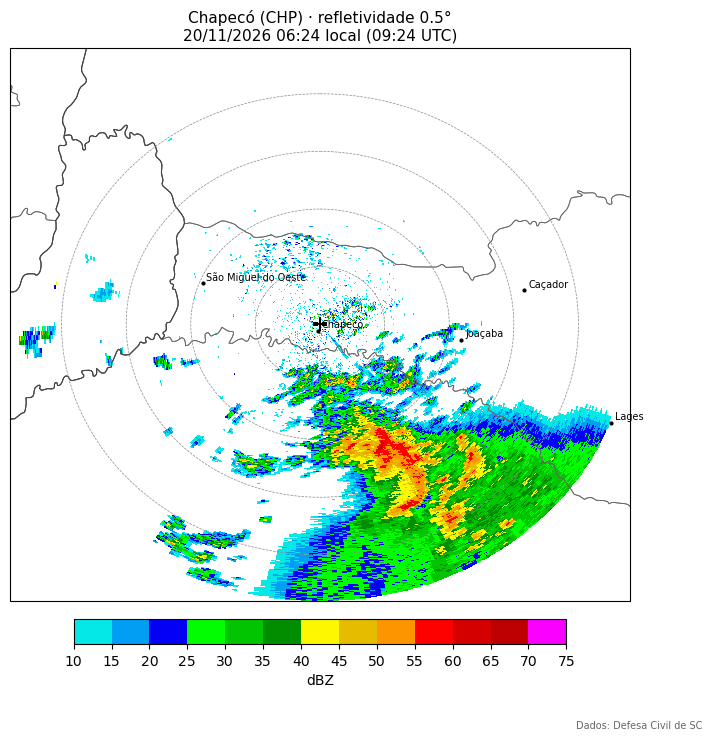 Chapecó (CHP) · refletividade 0.5°
20/11/2026 06:24 local (09:24 UTC)
São Miguel do Oeste
Caçador
Chapecó
Joaçaba
Lages
10 15 20 25 30 35 40 45 50 55 60 65 70 75
dBZ
Dados: Defesa Civil de SC